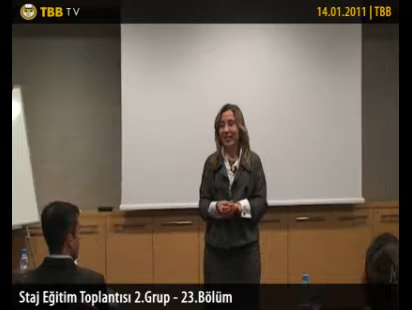 TBB TV
14.01.2011 | TBB
Staj Eğitim Toplantısı 2.Grup - 23.Bölüm